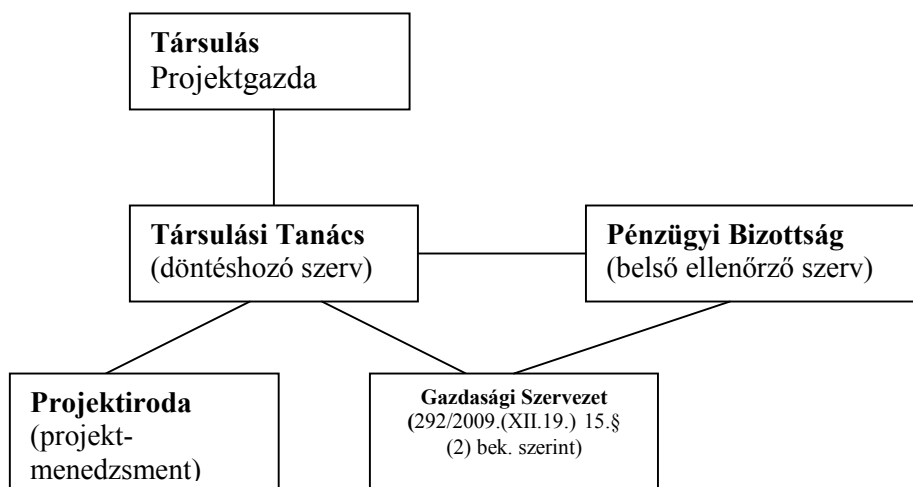 Társulás
Projektgazda
Társulási Tanács
(döntéshozó szerv)
Pénzügyi Bizottság
(belső ellenőrző szerv)
Projektiroda
(projekt-
menedzsment)
Gazdasági Szervezet
(292/2009.(XII.19.) 15.§
(2) bek. szerint)